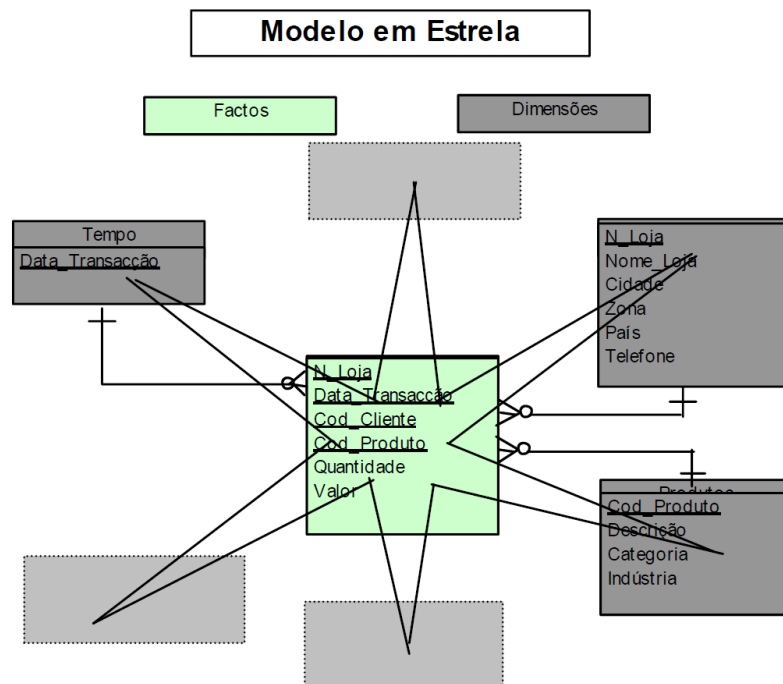 Modelo em Estrela
Factos
Dimensões
Tempo
Data_Transacção
N_Loja
Nome_Loja
Cidade
Zona
País
Telefone
N_Loja
Data_Transacção
Cod_Cliente
Cod_Produto
Quantidade
Valor
Produtos
Cod_Produto
Descrição
Categoria
Indústria